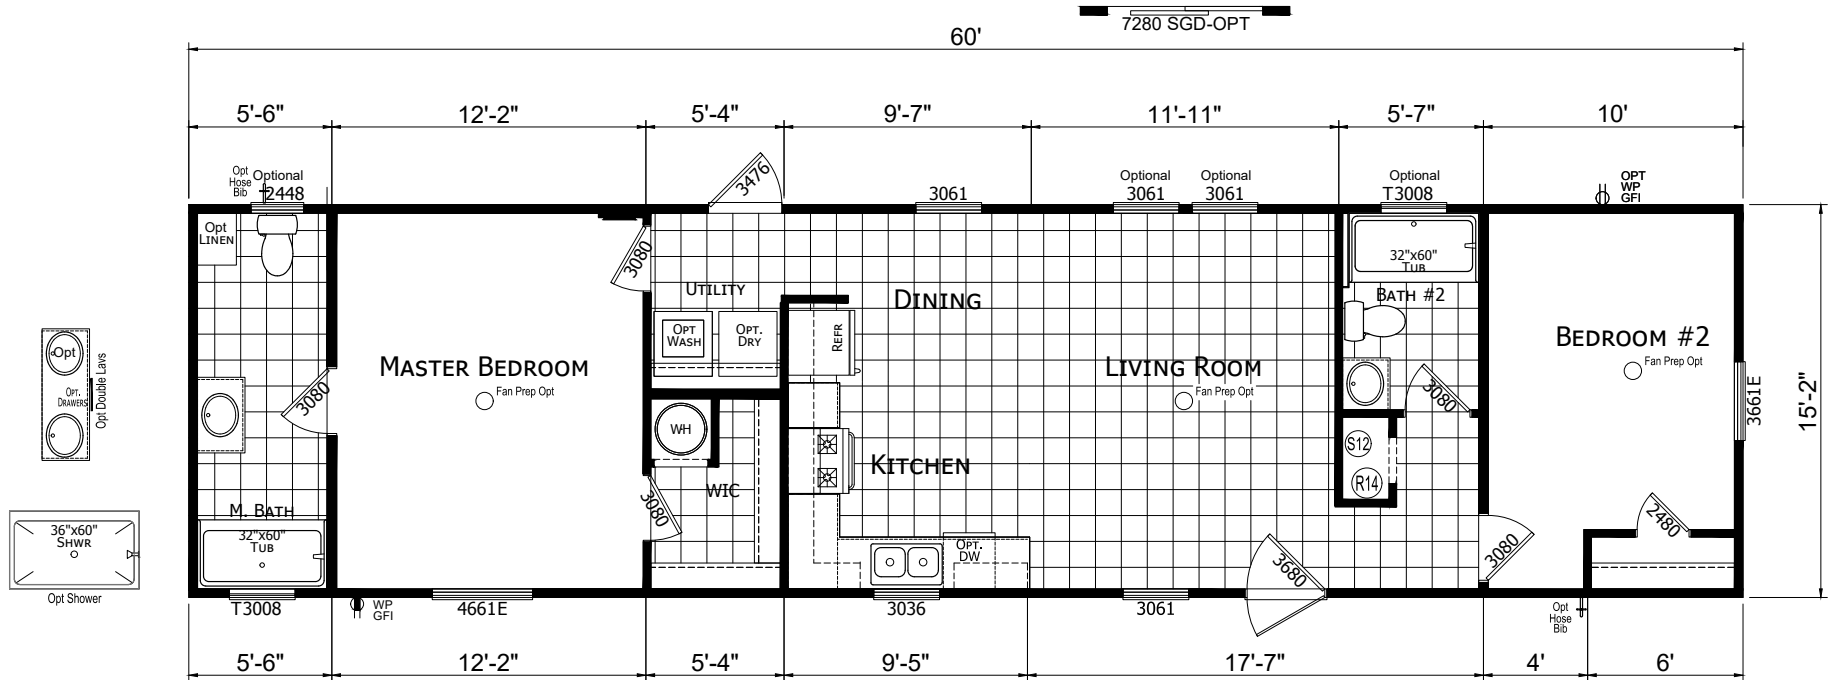 7280 SGD-OPT
60'
5'-6" 12'-2" 5'-4" 9'-7" 11'-11" 5'-7" 10'
Opt
Hose
Bib
Optional
2448
3476
3061
Optional
3061
Optional
3061
Optional
T3008
OPT
WP
GFI
Opt
LINEN
3080
UTILITY
OPT
WASH
OPT.
DRY
REFR
DINING
32"x60"
TUB
BATH #2
MASTER BEDROOM
Fan Prep Opt
LIVING ROOM
Fan Prep Opt
BEDROOM #2
Fan Prep Opt
3661E
15'-2"
Opt
OPT.
DRAWERS
Opt Double Lavs
3080
3080
WH
KITCHEN
S12
R14
WIC
3080
M. BATH
32"x60"
TUB
36"x60"
SHWR
Opt Shower
OPT.
DW
3680
3080
2480
T3008
WP
GFI
4661E
3036
3061
Opt
Hose
Bib
5'-6" 12'-2" 5'-4" 9'-5" 17'-7" 4' 6'